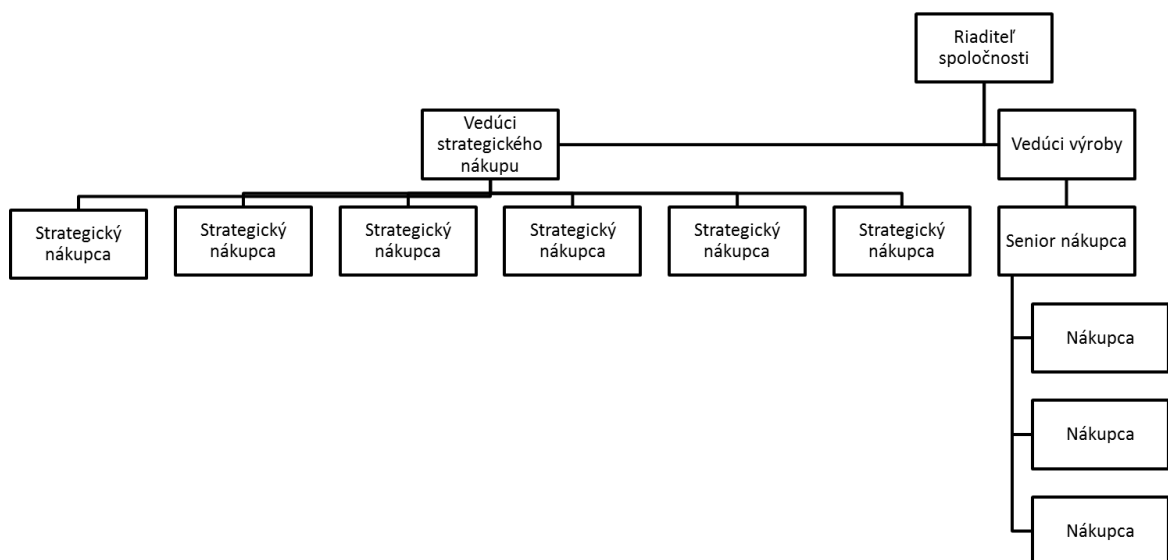 Riaditeľ
spoločnosti
Vedúci
strategického
nákupu
Vedúci výroby
Strategický
nákupca
Strategický
nákupca
Strategický
nákupca
Strategický
nákupca
Strategický
nákupca
Strategický
nákupca
Senior nákupca
Nákupca
Nákupca
Nákupca